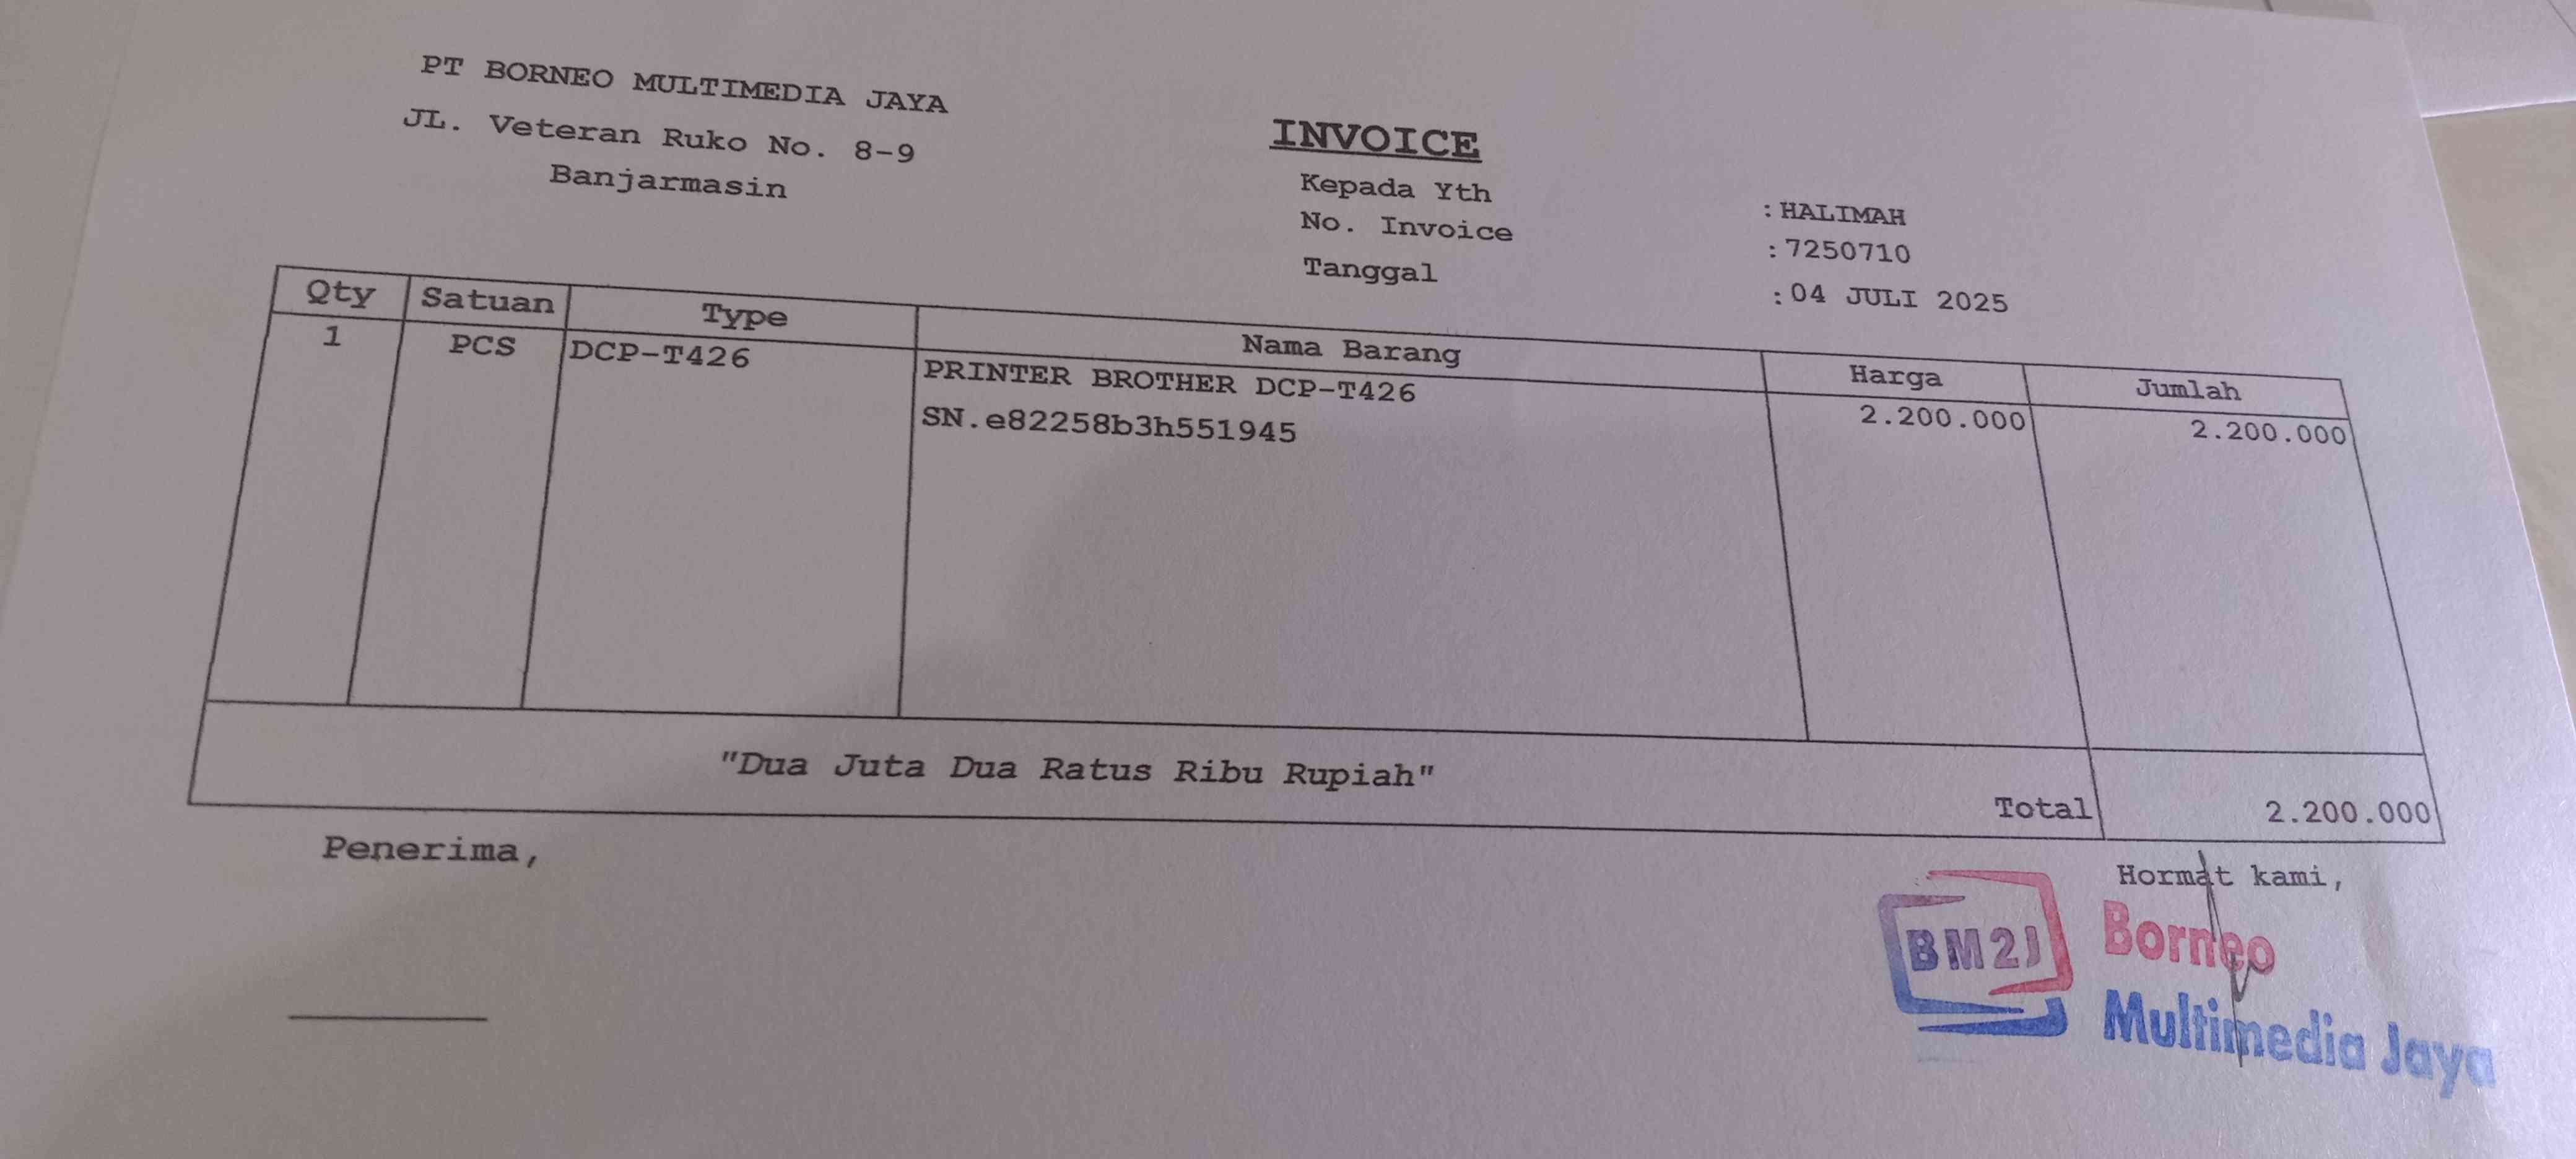 PT BORNEO MULTIMEDIA JAYA
JL. Veteran Ruko No. 8-9
Banjarmasin
INVOICE
Kepada Yth :HALIMAH
No. Invoice :7250710
Tanggal :04 JULI 2025
Qty Satuan Type Nama Barang Harga Jumlah
1 PCS DCP-T426 PRINTER BROTHER DCP-T426 2.200.000 2.200.000
SN.e82258b3h551945
"Dua Juta Dua Ratus Ribu Rupiah"
Total 2.200.000
Penerima,
Hormat kami,
BM2J
Borneo
Multimedia Jaya